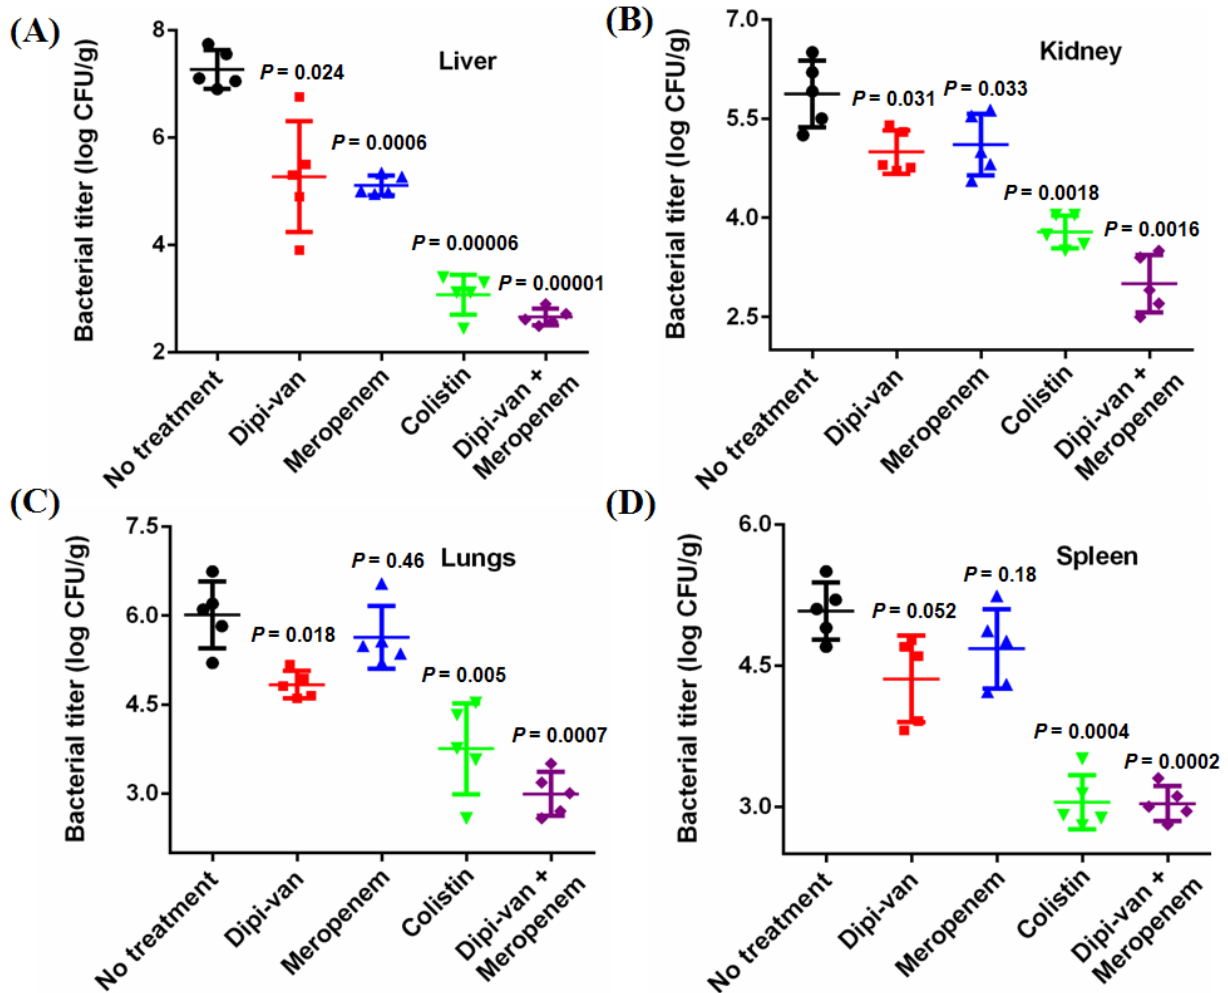 (A)
Bacterial titer (log CFU/g)
8
6
4
2
Liver
P = 0.024
P = 0.0006
P = 0.00006
P = 0.00001
No treatment
Dipi-van
Meropenem
Colistin
Dipi-van +
Meropenem
(B)
Bacterial titer (log CFU/g)
7.0
5.5
4.0
2.5
Kidney
P = 0.031
P = 0.033
P = 0.0018
P = 0.0016
No treatment
Dipi-van
Meropenem
Colistin
Dipi-van +
Meropenem
(C)
Bacterial titer (log CFU/g)
7.5
6.0
4.5
3.0
Lungs
P = 0.018
P = 0.46
P = 0.005
P = 0.0007
No treatment
Dipi-van
Meropenem
Colistin
Dipi-van +
Meropenem
(D)
Bacterial titer (log CFU/g)
6.0
4.5
3.0
Spleen
P = 0.052
P = 0.18
P = 0.0004
P = 0.0002
No treatment
Dipi-van
Meropenem
Colistin
Dipi-van +
Meropenem